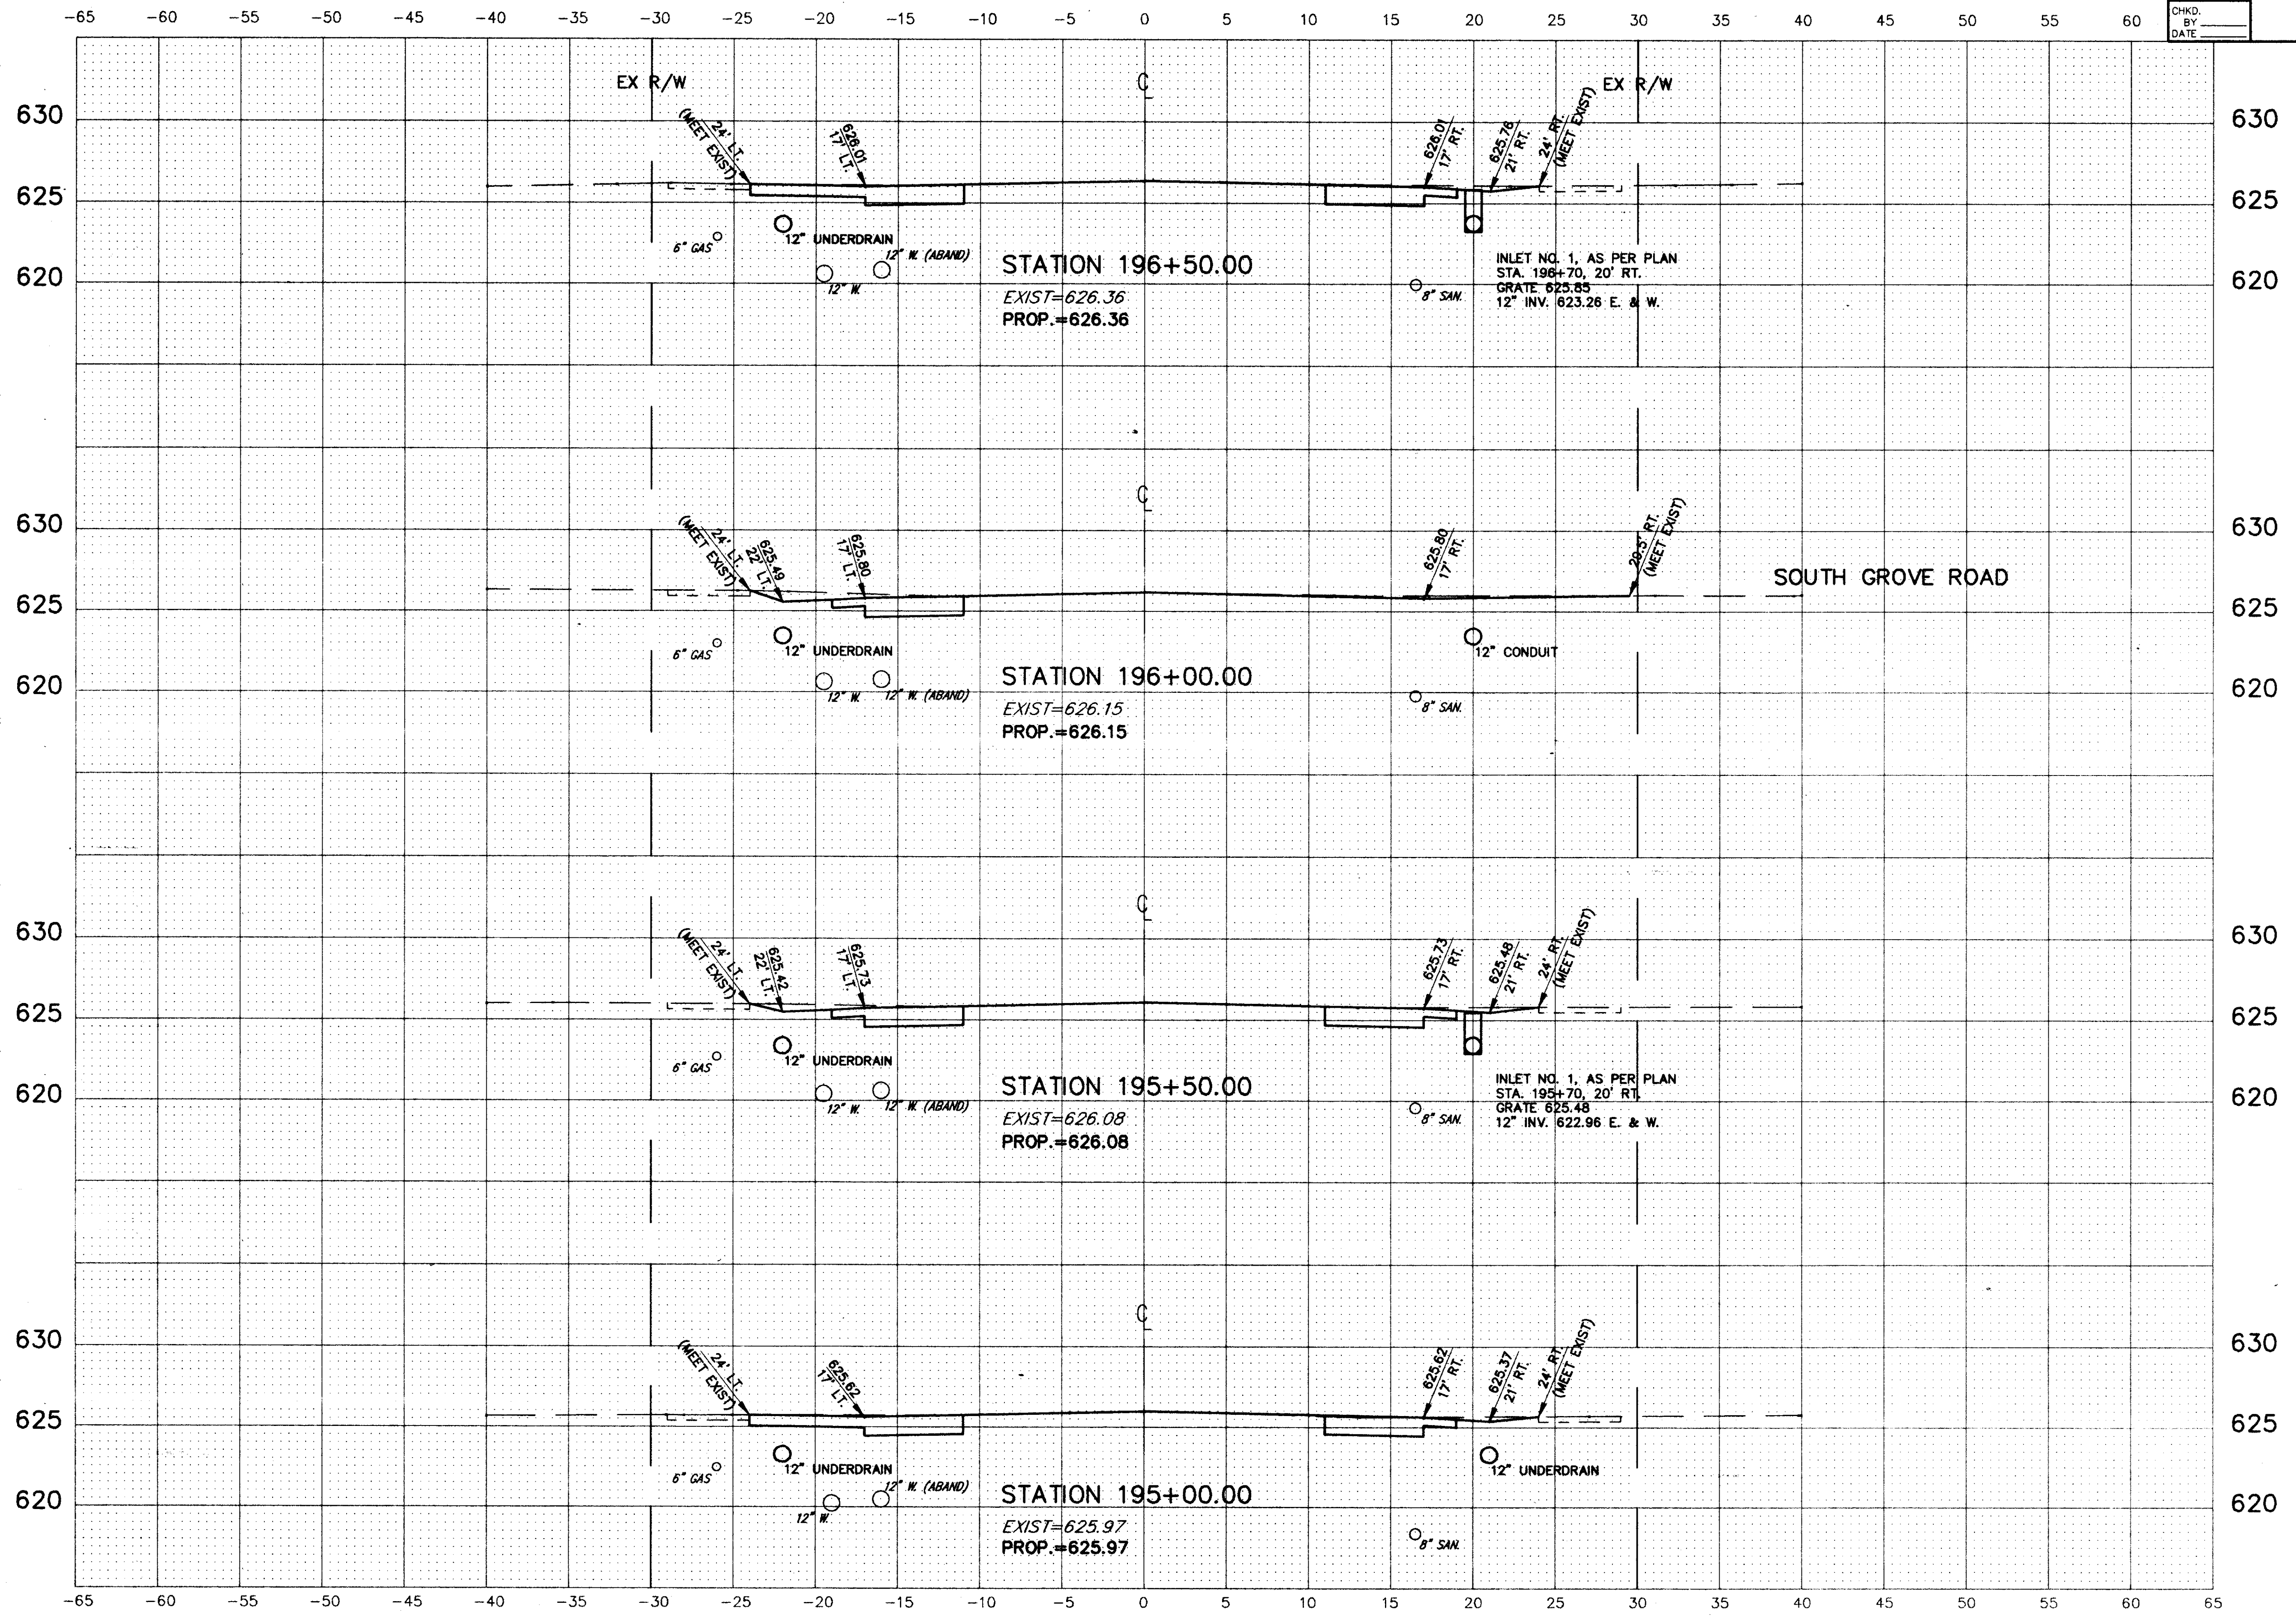 -65 -60 -55 -50 -45 -40 -35 -30 -25 -20 -15 -10 -5 0 5 10 15 20 25 30 35 40 45 50 55 60
CHKD.
BY
DATE
EX R/W
EX R/W
℄
630
630
24' LT.
(MEET EXIST)
626.01
17' LT.
626.01
17' RT.
625.76
21' RT.
24' RT.
(MEET EXIST)
625
625
6" GAS
12" UNDERDRAIN
12" W. (ABAND)
12" W.
STATION 196+50.00
EXIST=626.36
PROP.=626.36
8" SAN.
INLET NO. 1, AS PER PLAN
STA. 196+70, 20' RT.
GRATE 625.85
12" INV. 623.26 E. & W.
620
620
℄
630
630
24' LT.
(MEET EXIST)
625.49
22' LT.
625.80
17' LT.
625.80
17' RT.
29.5' RT.
(MEET EXIST)
SOUTH GROVE ROAD
625
625
6" GAS
12" UNDERDRAIN
12" CONDUIT
12" W.
12" W. (ABAND)
STATION 196+00.00
EXIST=626.15
PROP.=626.15
8" SAN.
620
620
℄
630
630
24' LT.
(MEET EXIST)
625.42
22' LT.
625.73
17' LT.
625.73
17' RT.
625.48
21' RT.
24' RT.
(MEET EXIST)
625
625
6" GAS
12" UNDERDRAIN
12" W.
12" W. (ABAND)
STATION 195+50.00
EXIST=626.08
PROP.=626.08
8" SAN.
INLET NO. 1, AS PER PLAN
STA. 195+70, 20' RT.
GRATE 625.48
12" INV. 622.96 E. & W.
620
620
℄
630
630
24' LT.
(MEET EXIST)
625.62
17' LT.
625.62
17' RT.
625.37
21' RT.
24' RT.
(MEET EXIST)
625
625
6" GAS
12" UNDERDRAIN
12" UNDERDRAIN
12" W. (ABAND)
12" W.
STATION 195+00.00
EXIST=625.97
PROP.=625.97
8" SAN.
620
620
-65 -60 -55 -50 -45 -40 -35 -30 -25 -20 -15 -10 -5 0 5 10 15 20 25 30 35 40 45 50 55 60 65